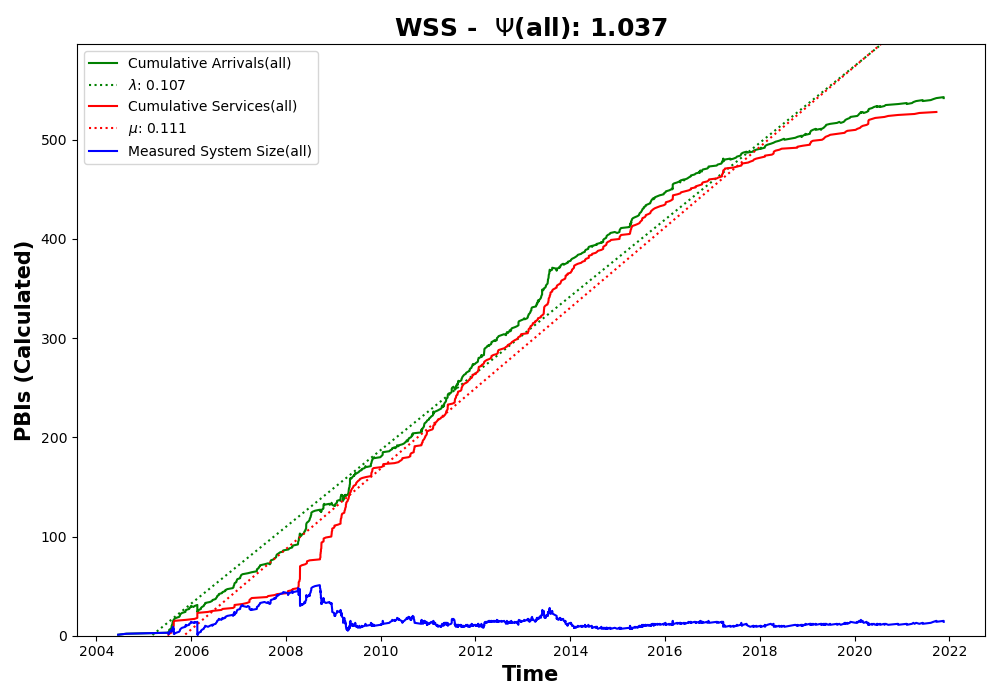 WSS -  Ψ(all): 1.037
Cumulative Arrivals(all)
λ: 0.107
Cumulative Services(all)
μ: 0.111
Measured System Size(all)
PBIs (Calculated)
500
400
300
200
100
0
2004 2006 2008 2010 2012 2014 2016 2018 2020 2022
Time